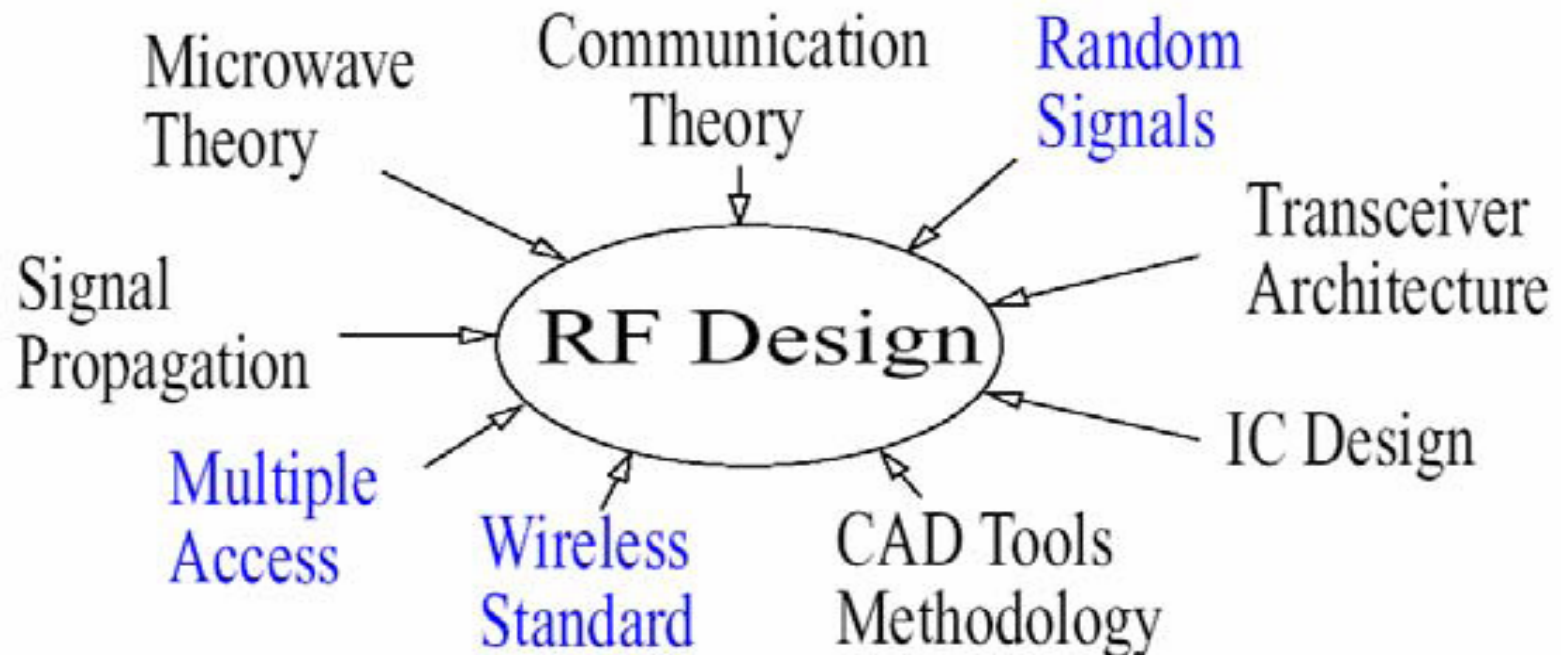 Microwave
Theory
Communication
Theory
Random
Signals
Transceiver
Architecture
Signal
Propagation
RF Design
IC Design
Multiple
Access
Wireless
Standard
CAD Tools
Methodology